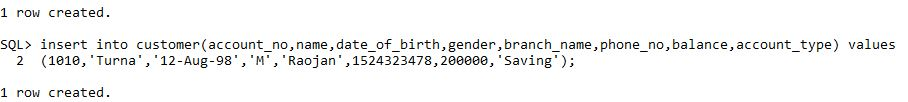 1 row created.
SQL> insert into customer(account_no,name,date_of_birth,gender,branch_name,phone_no,balance,account_type) values
2 (1010,'Turna','12-Aug-98','M','Raojan',1524323478,200000,'Saving');
1 row created.